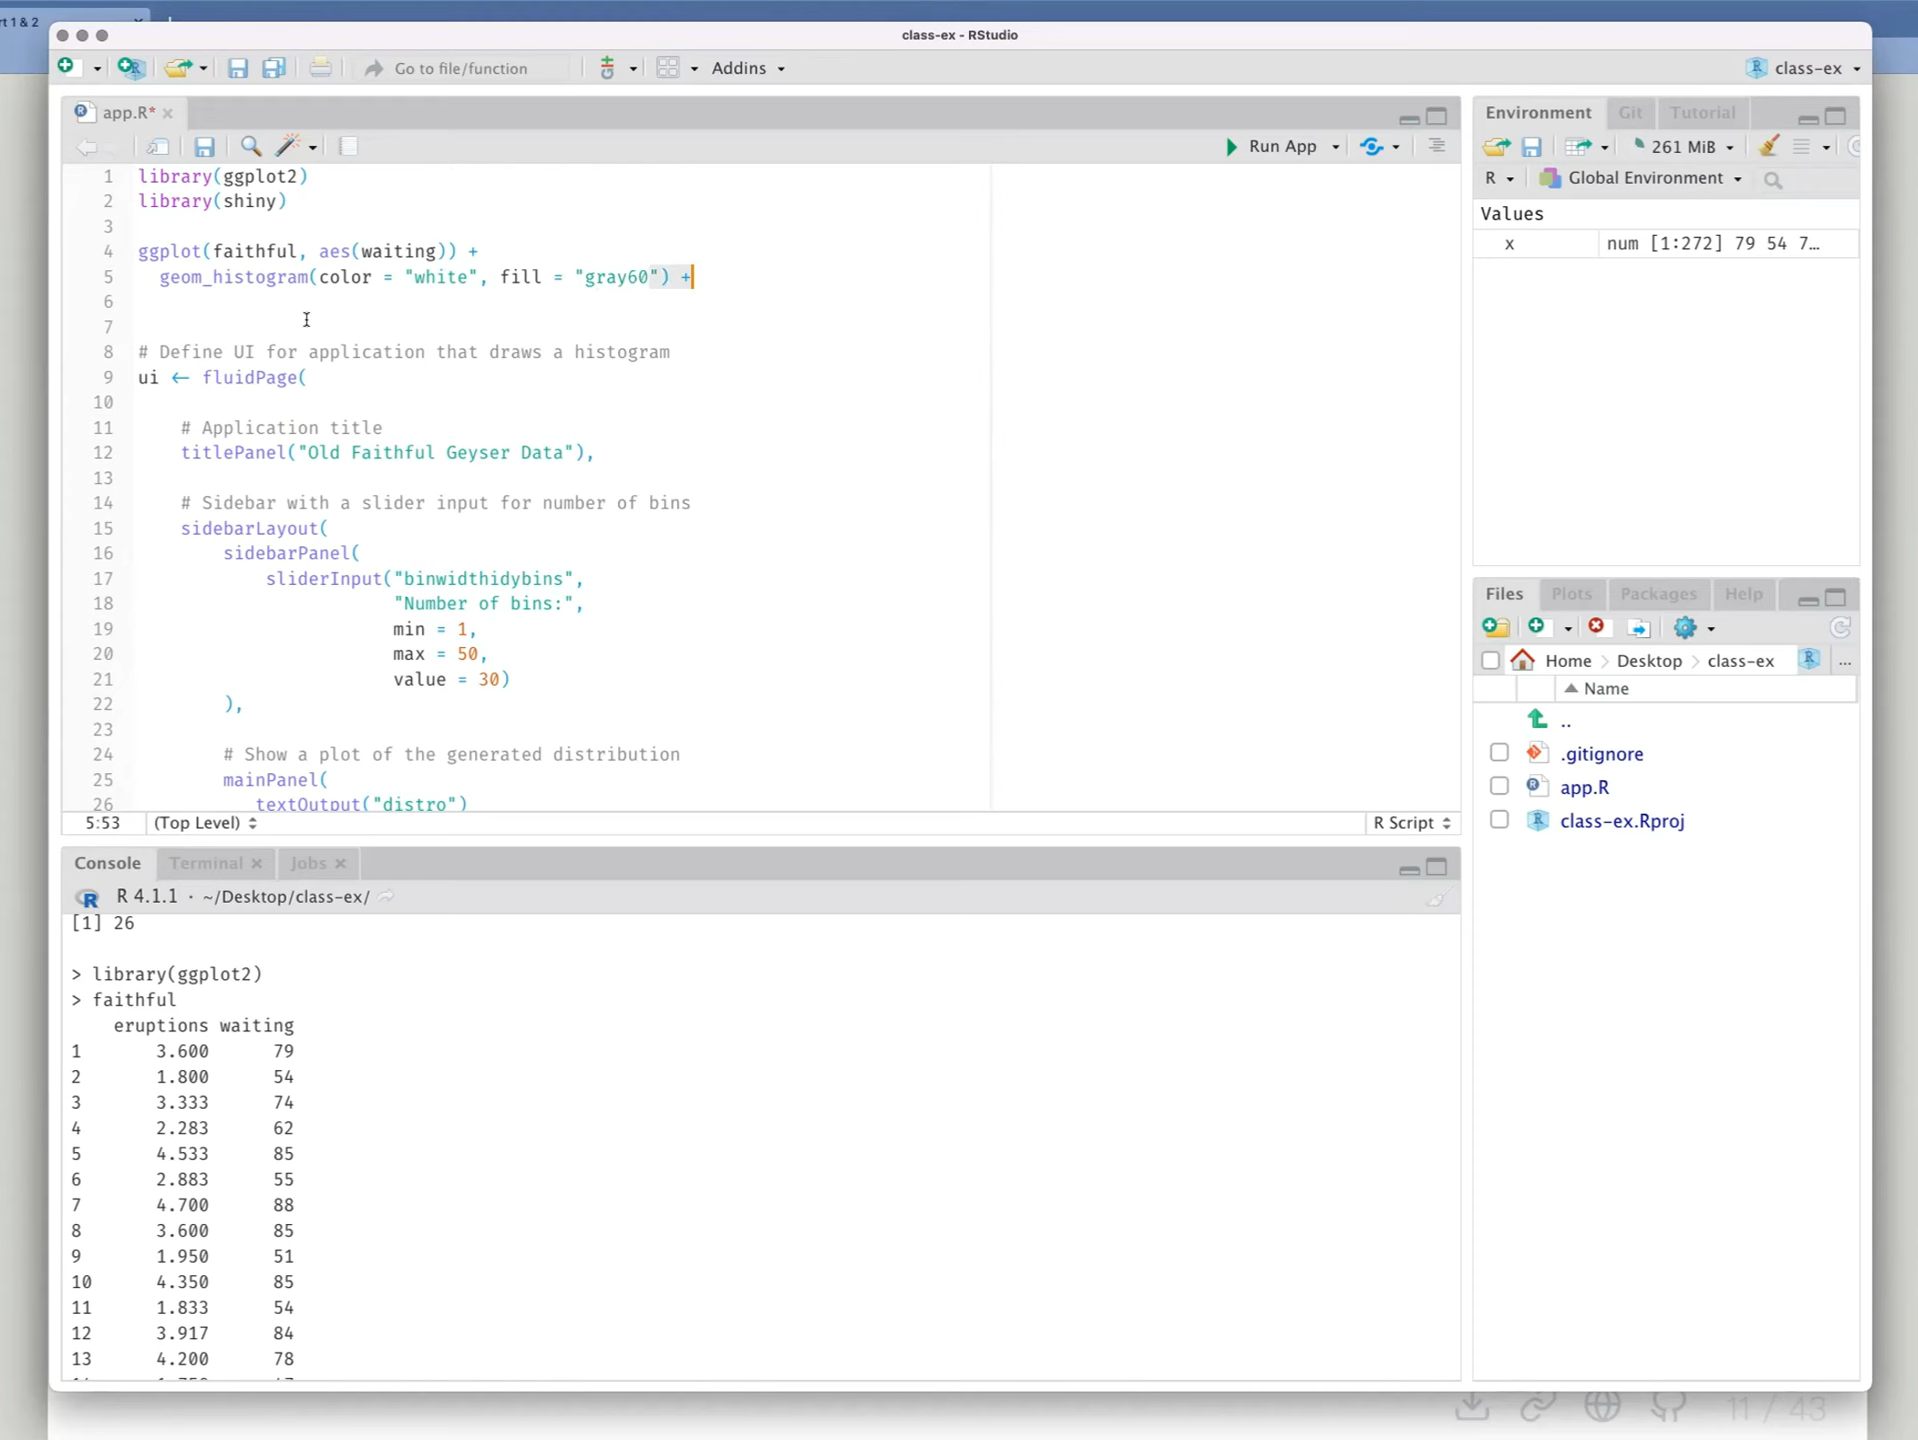 rt 1 & 2
class-ex - RStudio
Go to file/function
Addins
class-ex
app.R*
Run App
1 library(ggplot2)
2 library(shiny)
3
4 ggplot(faithful, aes(waiting)) +
5 geom_histogram(color = "white", fill = "gray60") +
6
7
8 # Define UI for application that draws a histogram
9 ui ← fluidPage(
10
11 # Application title
12 titlePanel("Old Faithful Geyser Data"),
13
14 # Sidebar with a slider input for number of bins
15 sidebarLayout(
16 sidebarPanel(
17 sliderInput("binwidthidybins",
18 "Number of bins:",
19 min = 1,
20 max = 50,
21 value = 30)
22 ),
23
24 # Show a plot of the generated distribution
25 mainPanel(
26 textOutput("distro")
5:53 (Top Level) R Script
Console Terminal Jobs
R 4.1.1 · ~/Desktop/class-ex/
[1] 26
> library(ggplot2)
> faithful
eruptions waiting
1 3.600 79
2 1.800 54
3 3.333 74
4 2.283 62
5 4.533 85
6 2.883 55
7 4.700 88
8 3.600 85
9 1.950 51
10 4.350 85
11 1.833 54
12 3.917 84
13 4.200 78
Environment Git Tutorial
261 MiB
R Global Environment
Values
x num [1:272] 79 54 7…
Files Plots Packages Help
Home Desktop class-ex ...
Name
..
.gitignore
app.R
class-ex.Rproj
11 / 43